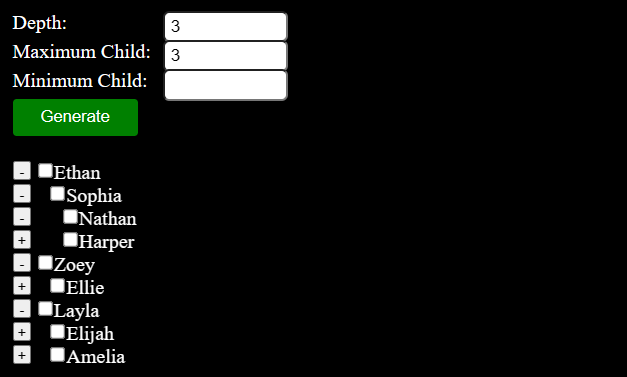 Depth: 3
Maximum Child: 3
Minimum Child:
Generate
- Ethan
- Sophia
- Nathan
+ Harper
- Zoey
+ Ellie
- Layla
+ Elijah
+ Amelia